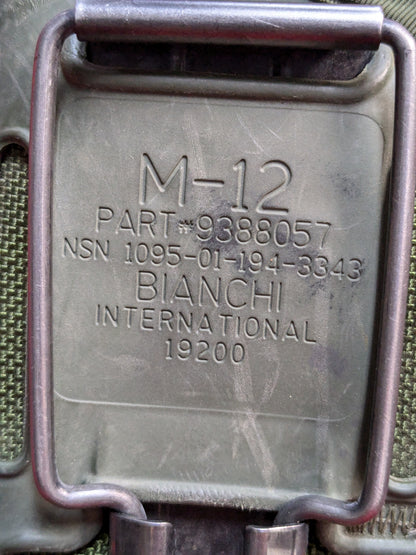 M-12
PART #9388057
NSN 1095-01-194-3343
BIANCHI
INTERNATIONAL
19200